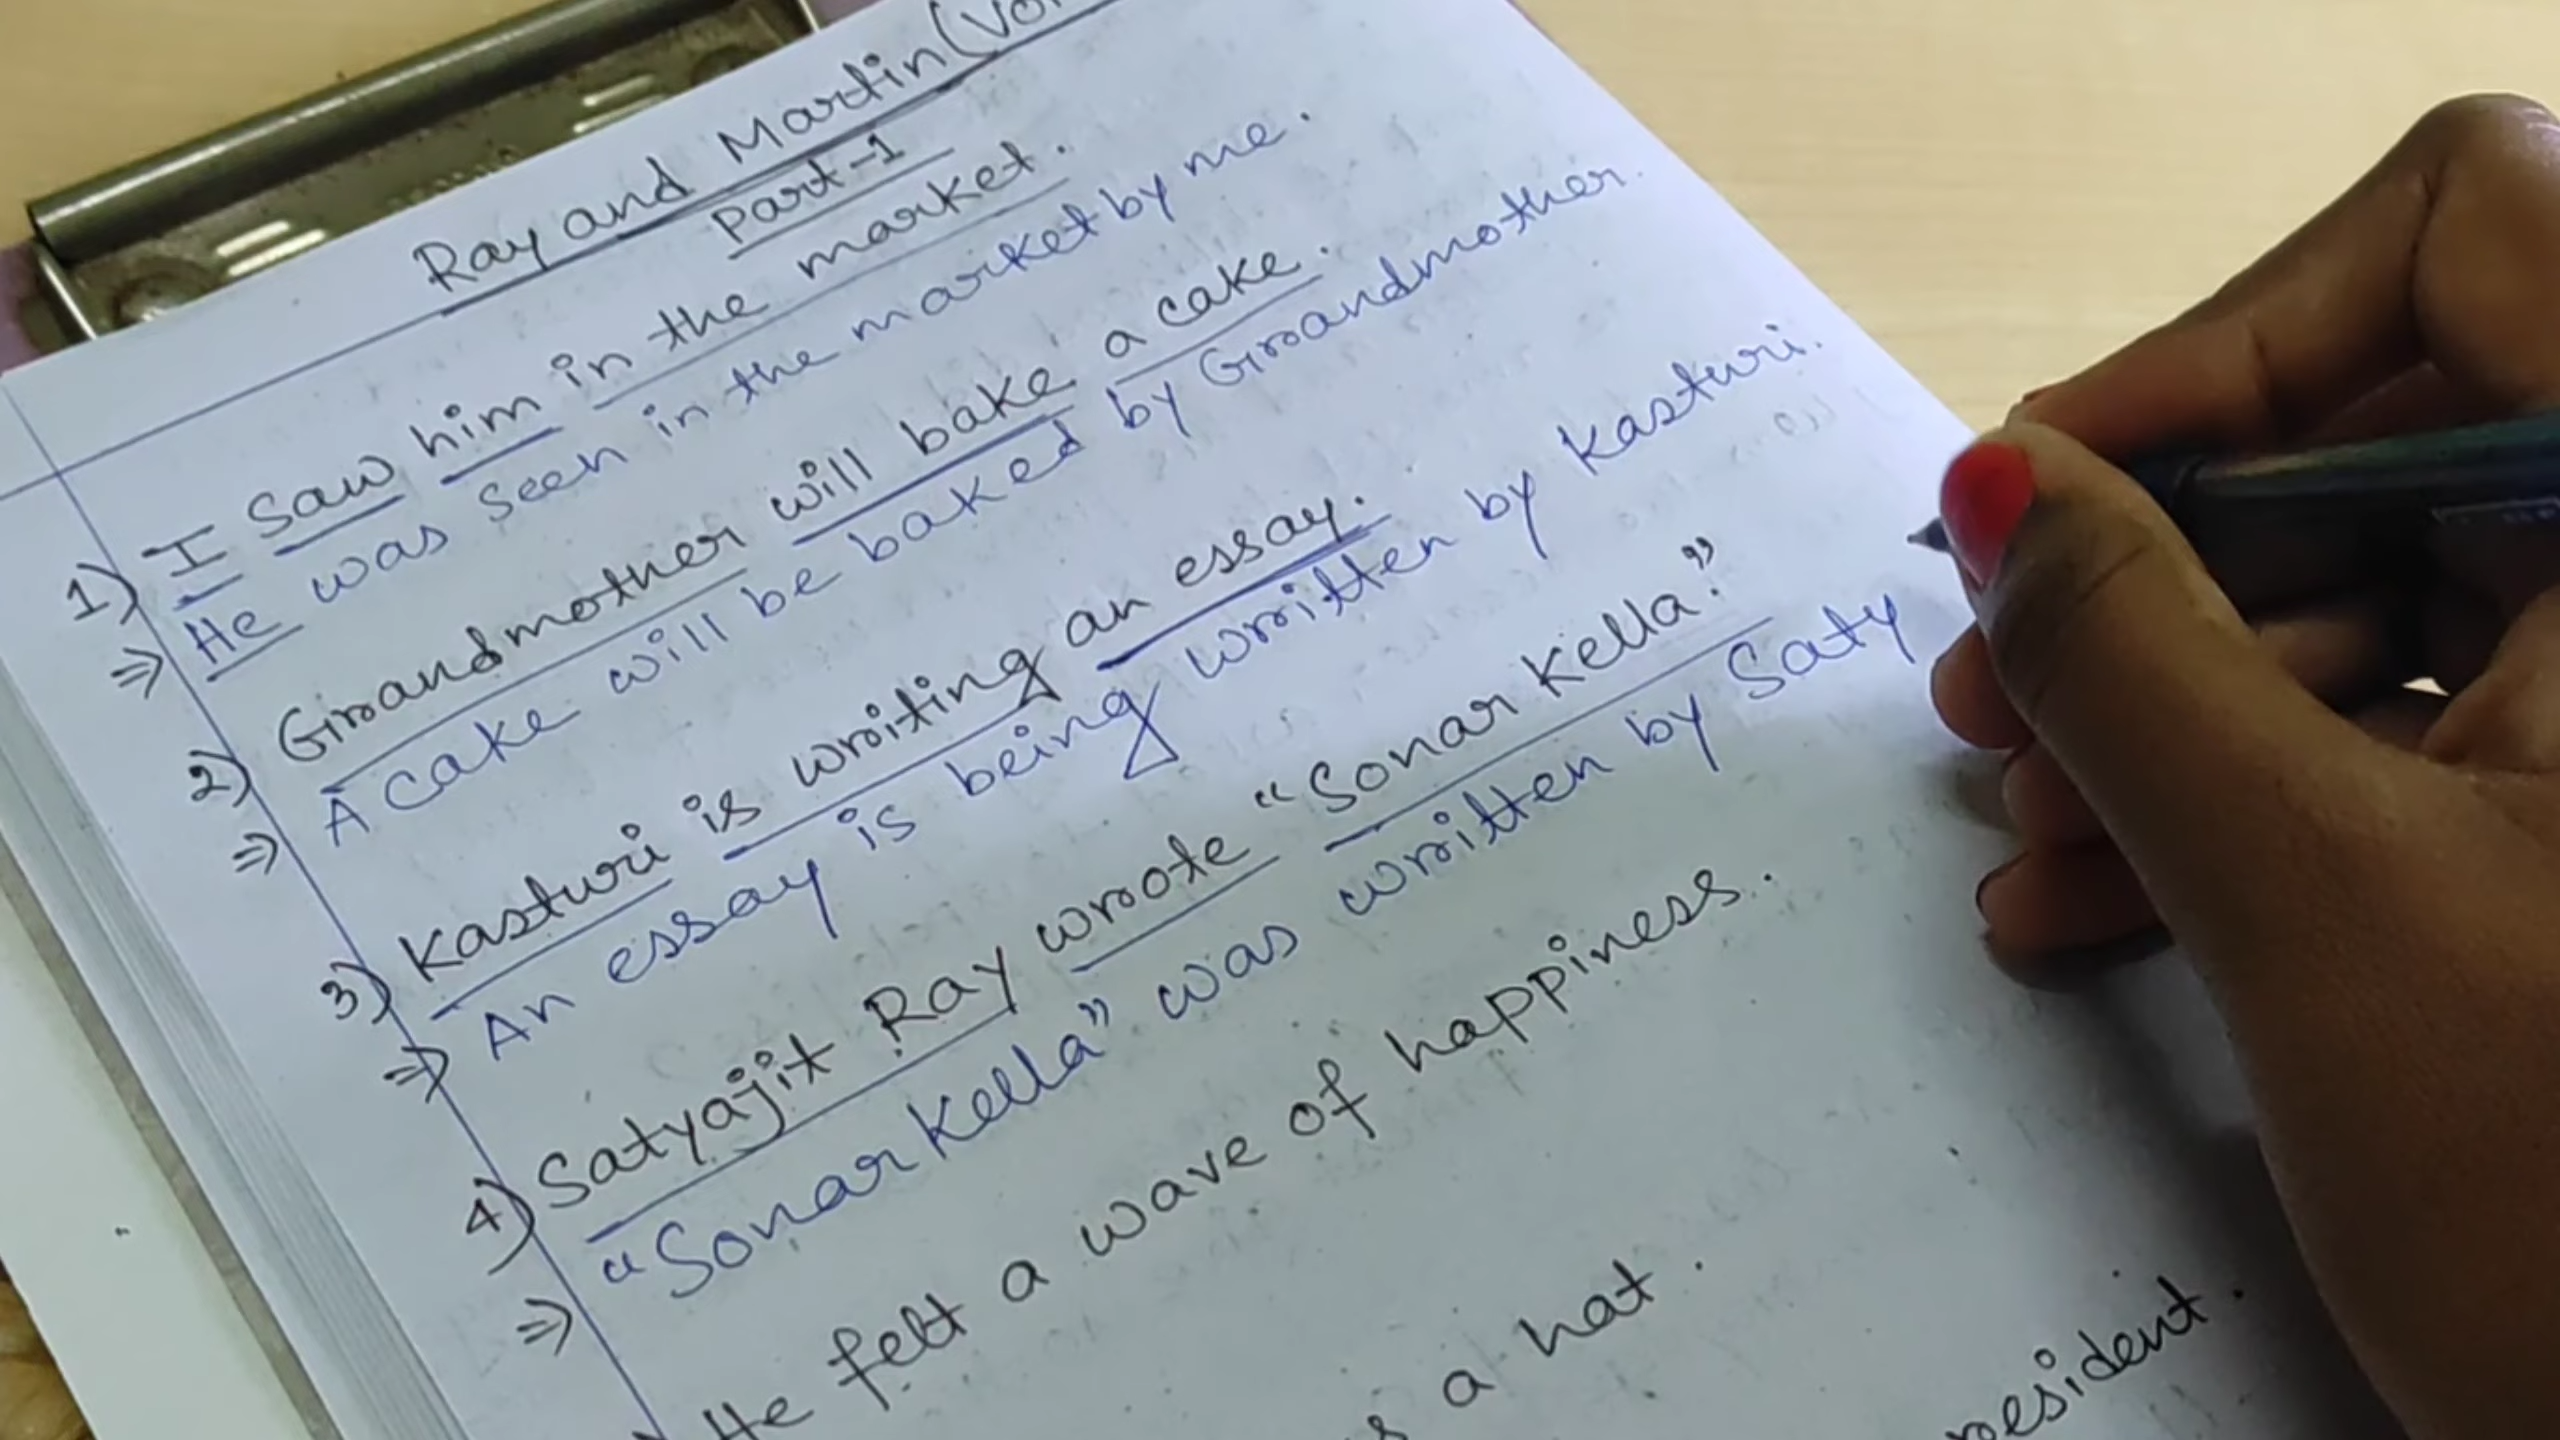 Ray and Martin (Vo
Part-1
1) I Saw him in the market.
⇒ He was seen in the market by me.
2) Grandmother will bake a cake.
⇒ A cake will be baked by Grandmother.
3) Kasturi is writing an essay.
⇒ An essay is being written by Kasturi.
4) Satyajit Ray wrote "Sonar Kella."
⇒ "Sonar Kella" was written by Saty
He felt a wave of happiness.
a hat.
resident.